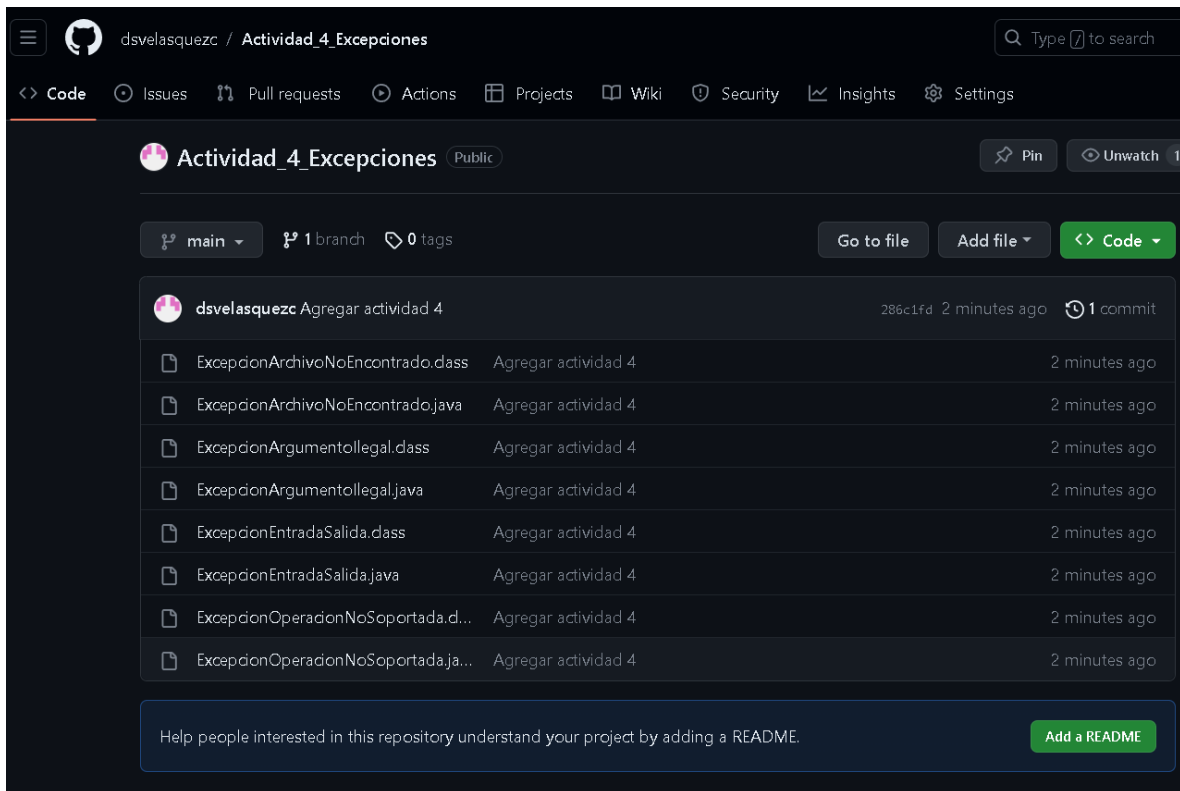 dsvelasquezc / Actividad_4_Excepciones
Type / to search
<> Code Issues Pull requests Actions Projects Wiki Security Insights Settings
Actividad_4_Excepciones Public
Pin Unwatch 1
main 1 branch 0 tags
Go to file Add file <> Code
dsvelasquezc Agregar actividad 4 286c1fd 2 minutes ago 1 commit
ExcepcionArchivoNoEncontrado.class Agregar actividad 4 2 minutes ago
ExcepcionArchivoNoEncontrado.java Agregar actividad 4 2 minutes ago
ExcepcionArgumentoIlegal.class Agregar actividad 4 2 minutes ago
ExcepcionArgumentoIlegal.java Agregar actividad 4 2 minutes ago
ExcepcionEntradaSalida.class Agregar actividad 4 2 minutes ago
ExcepcionEntradaSalida.java Agregar actividad 4 2 minutes ago
ExcepcionOperacionNoSoportada.cl... Agregar actividad 4 2 minutes ago
ExcepcionOperacionNoSoportada.ja... Agregar actividad 4 2 minutes ago
Help people interested in this repository understand your project by adding a README.
Add a README